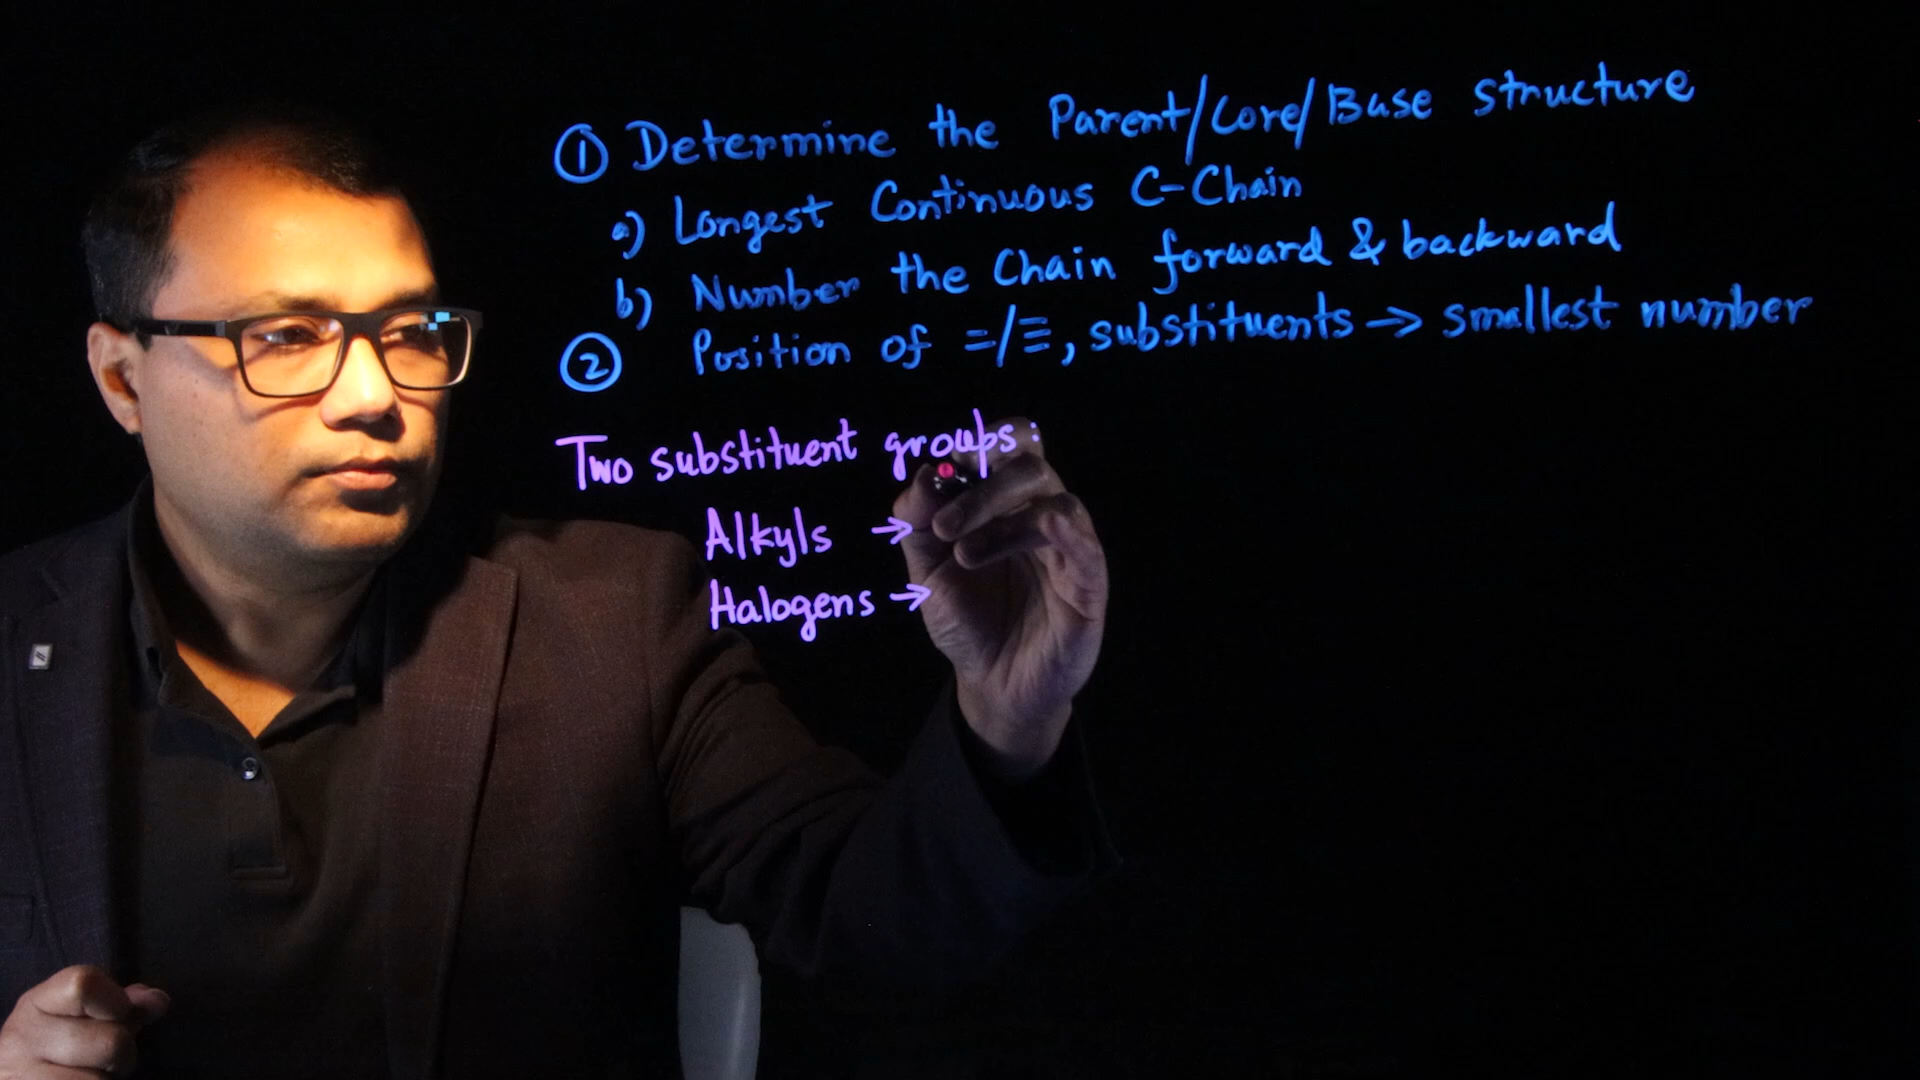 ① Determine the Parent/Core/Base structure
a) Longest Continuous C-Chain
b) Number the Chain forward & backward
② Position of =/≡, substituents → smallest number
Two substituent groups:
Alkyls →
Halogens →